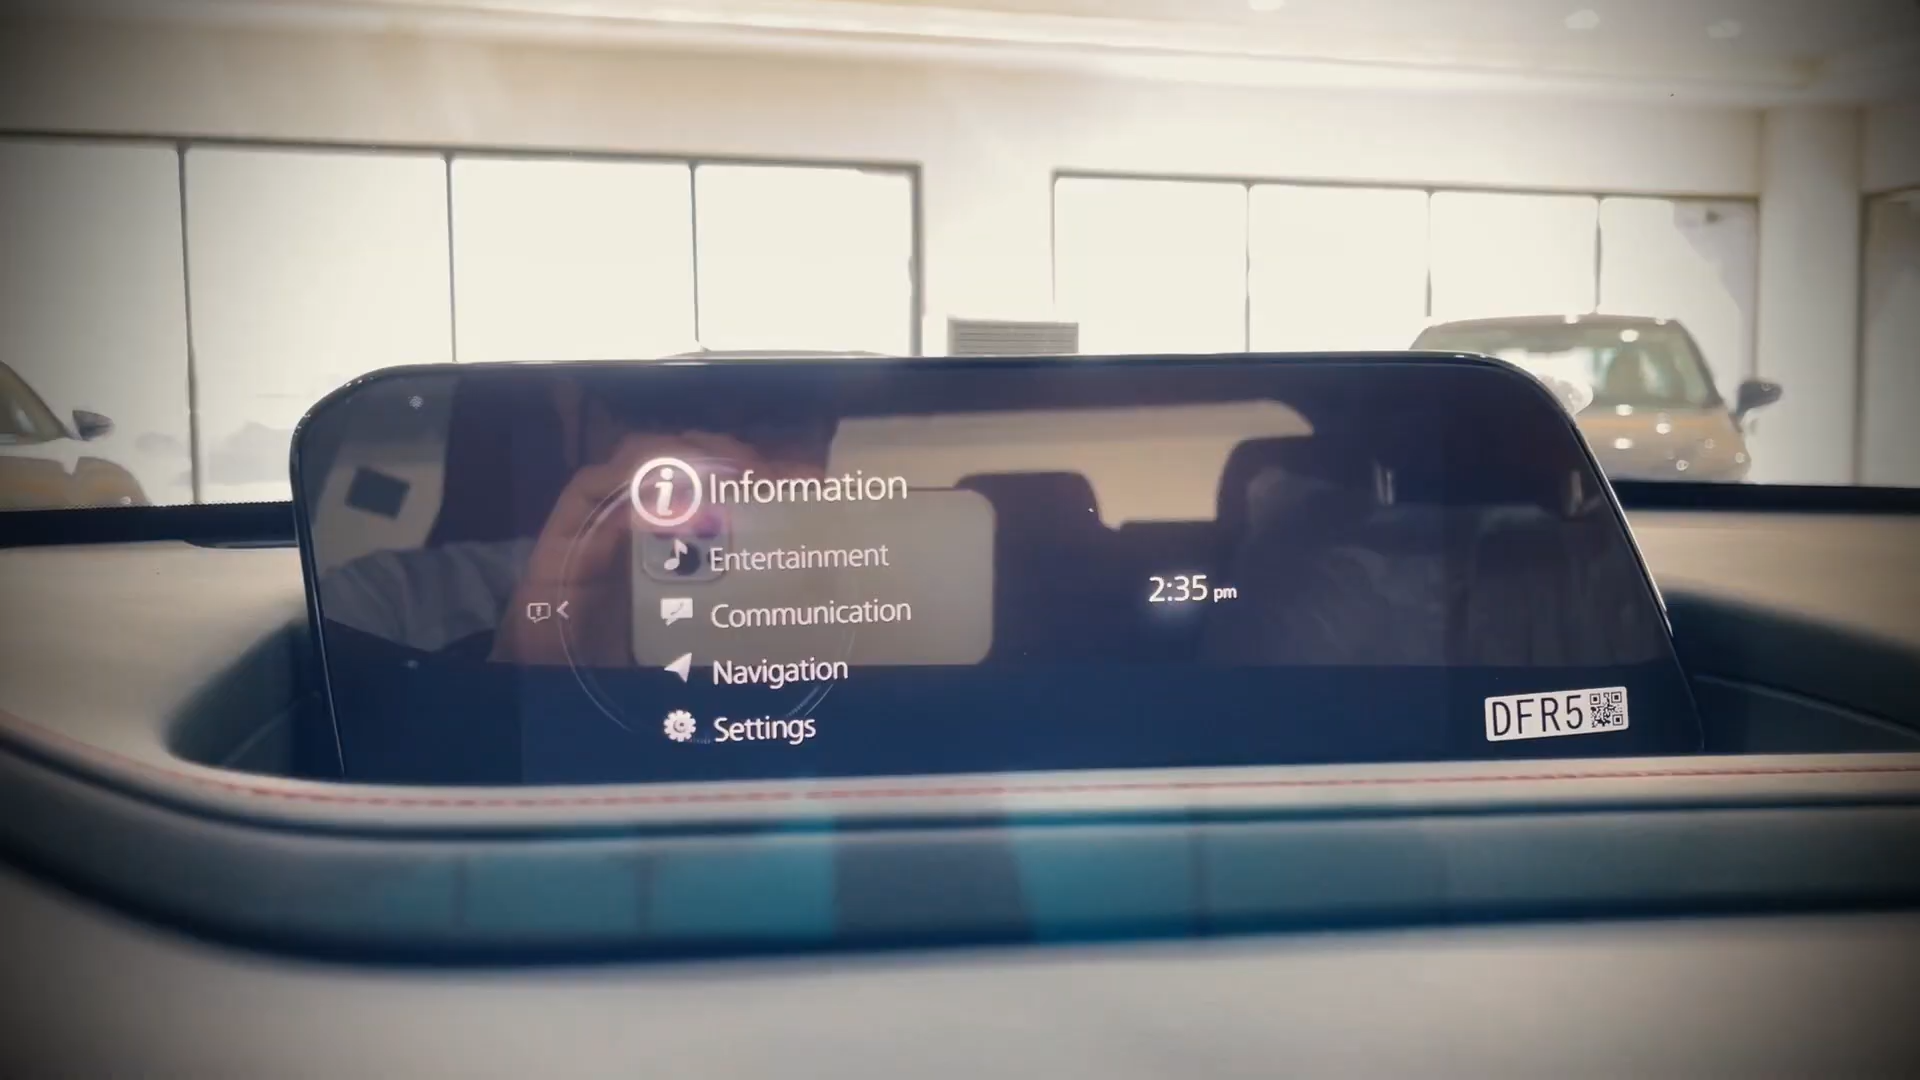 Information
Entertainment
Communication
Navigation
Settings
2:35 pm
DFR5